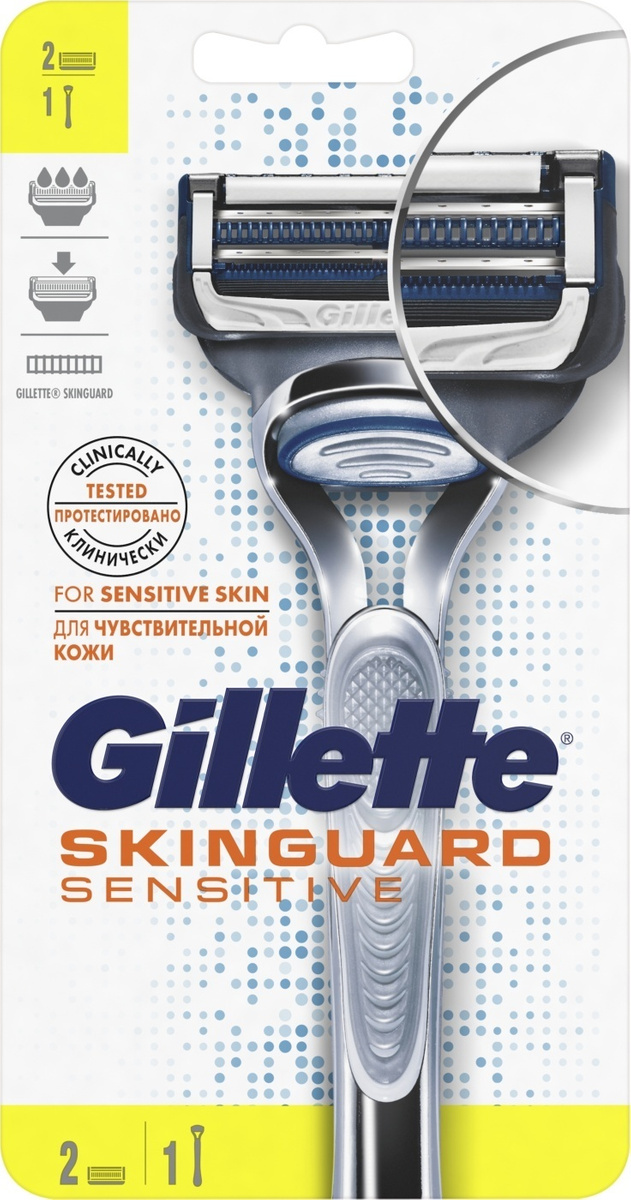 2
1
GILLETTE® SKINGUARD
CLINICALLY
TESTED
ПРОТЕСТИРОВАНО
КЛИНИЧЕСКИ
FOR SENSITIVE SKIN
ДЛЯ ЧУВСТВИТЕЛЬНОЙ
КОЖИ
Gillette
Gillette®
SKINGUARD
SENSITIVE
2 1